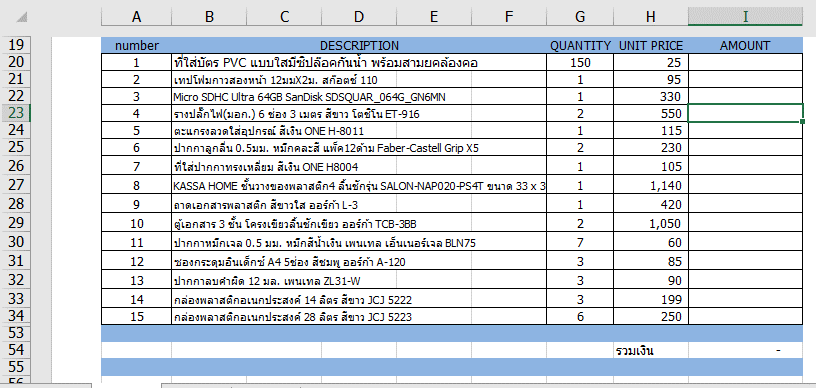 A B C D E F G H I
19 number DESCRIPTION QUANTITY UNIT PRICE AMOUNT
20 1 ที่ใส่บัตร PVC แบบใสมีซิปล๊อคกันน้ำ พร้อมสายคล้องคอ 150 25
21 2 เทปโฟมกาวสองหน้า 12มมX2ม. สก๊อตช์ 110 1 95
22 3 Micro SDHC Ultra 64GB SanDisk SDSQUAR_064G_GN6MN 1 330
23 4 รางปลั๊กไฟ(มอก.) 6 ช่อง 3 เมตร สีขาว โตชิโน ET-916 2 550
24 5 ตะแกรงลวดใส่อุปกรณ์ สีเงิน ONE H-8011 1 115
25 6 ปากกาลูกลื่น 0.5มม. หมึกคละสี แพ็ค12ด้าม Faber-Castell Grip X5 2 230
26 7 ที่ใส่ปากกาทรงเหลี่ยม สีเงิน ONE H8004 1 105
27 8 KASSA HOME ชั้นวางของพลาสติก4 ลิ้นชักรุ่น SALON-NAP020-PS4T ขนาด 33 x 3 1 1,140
28 9 ถาดเอกสารพลาสติก สีขาวใส ออร์ก้า L-3 1 420
29 10 ตู้เอกสาร 3 ชั้น โครงเขียวลิ้นชักเขียว ออร์ก้า TCB-3BB 2 1,050
30 11 ปากกาหมึกเจล 0.5 มม. หมึกสีน้ำเงิน เพนเทล เอ็นเนอร์เจล BLN75 7 60
31 12 ซองกระดุมอินเด็กซ์ A4 5ช่อง สีชมพู ออร์ก้า A-120 3 85
32 13 ปากกาลบคำผิด 12 มล. เพนเทล ZL31-W 3 90
33 14 กล่องพลาสติกอเนกประสงค์ 14 ลิตร สีขาว JCJ 5222 3 199
34 15 กล่องพลาสติกอเนกประสงค์ 28 ลิตร สีขาว JCJ 5223 6 250
53
54 รวมเงิน -
55